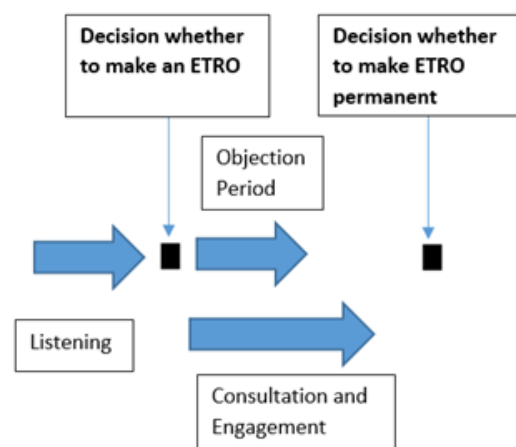 Decision whether
to make an ETRO
Decision whether
to make ETRO
permanent
Objection
Period
Listening
Consultation and
Engagement